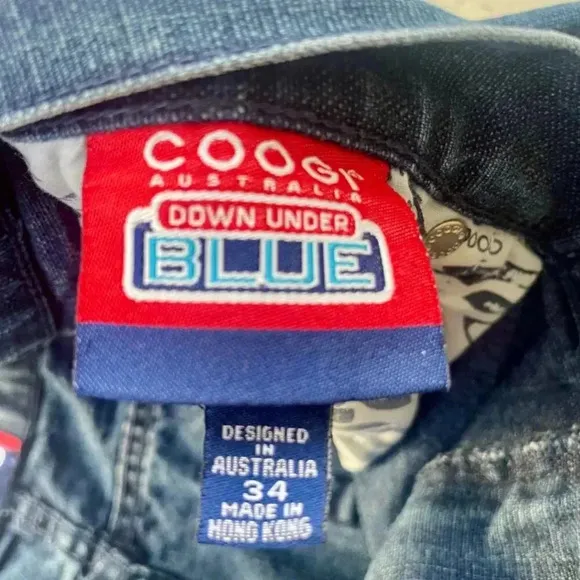 COOGI
AUSTRALIA
DOWN UNDER
BLUE
DESIGNED
IN
AUSTRALIA
34
MADE IN
HONG KONG